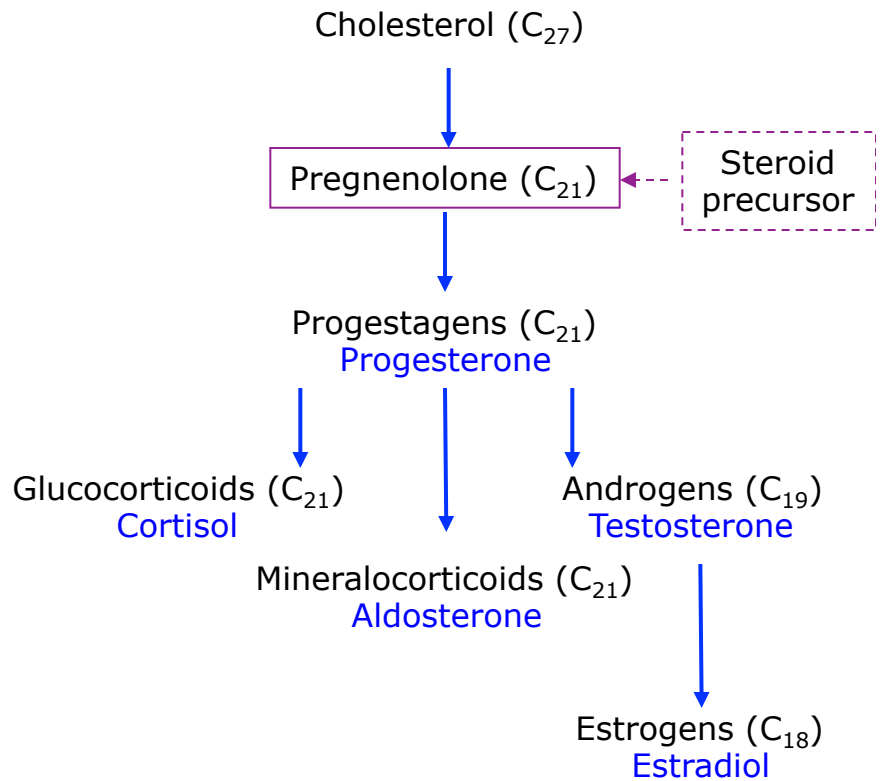 Cholesterol (C₂₇)
Pregnenolone (C₂₁)
Steroid
precursor
Progestagens (C₂₁)
Progesterone
Glucocorticoids (C₂₁)
Cortisol
Androgens (C₁₉)
Testosterone
Mineralocorticoids (C₂₁)
Aldosterone
Estrogens (C₁₈)
Estradiol